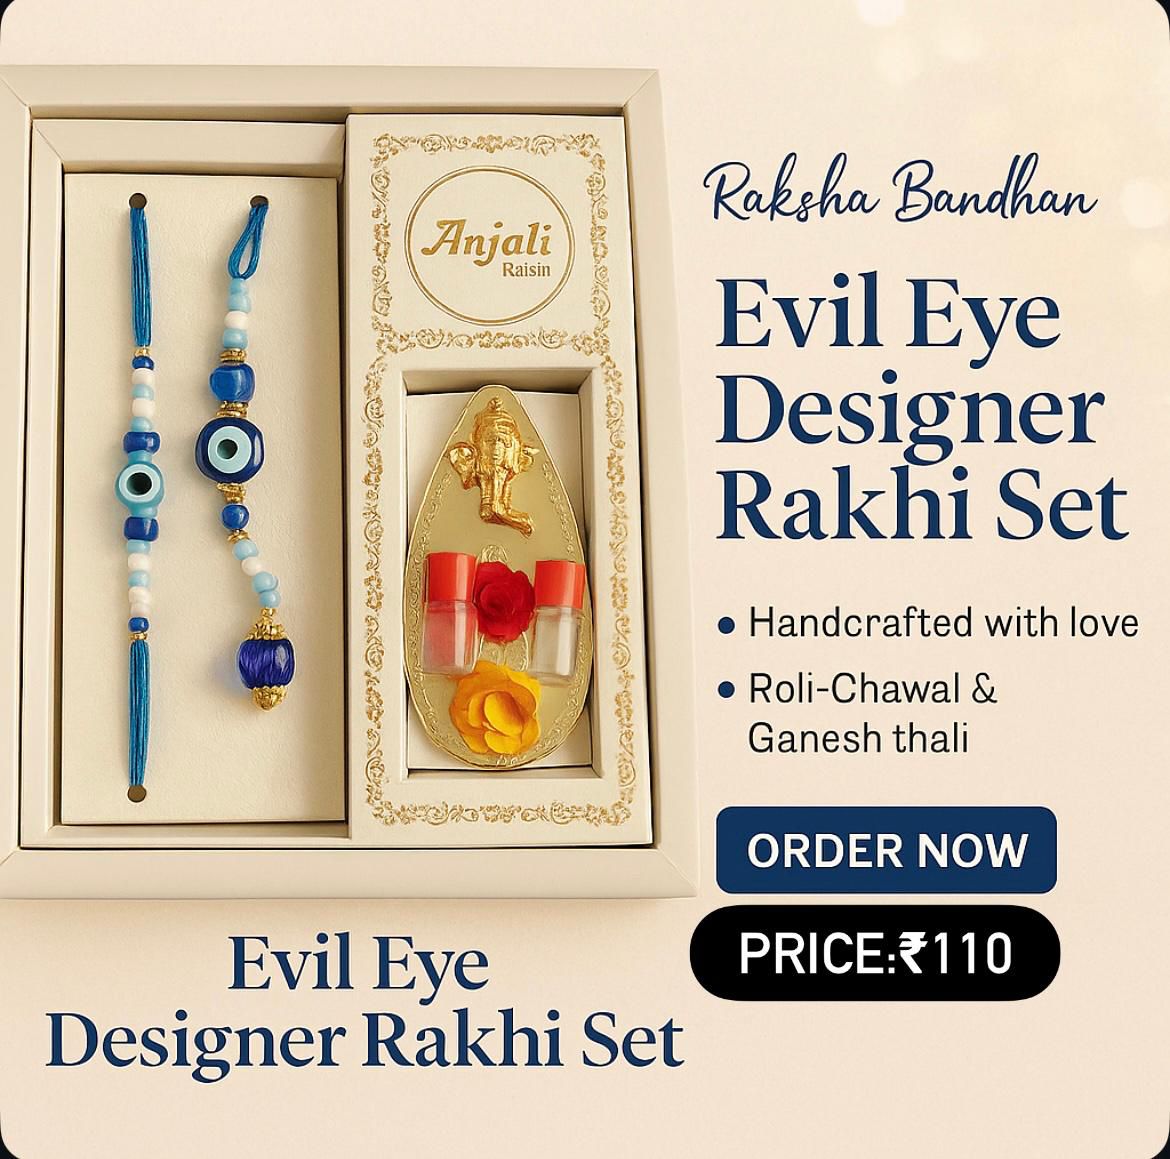 Anjali
Raisin
Raksha Bandhan
Evil Eye
Designer
Rakhi Set
• Handcrafted with love
• Roli-Chawal &
Ganesh thali
ORDER NOW
PRICE:₹110
Evil Eye
Designer Rakhi Set